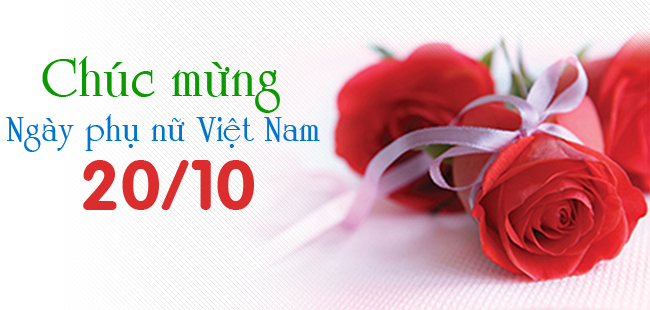 Chúc mừng
Ngày phụ nữ Việt Nam
20/10